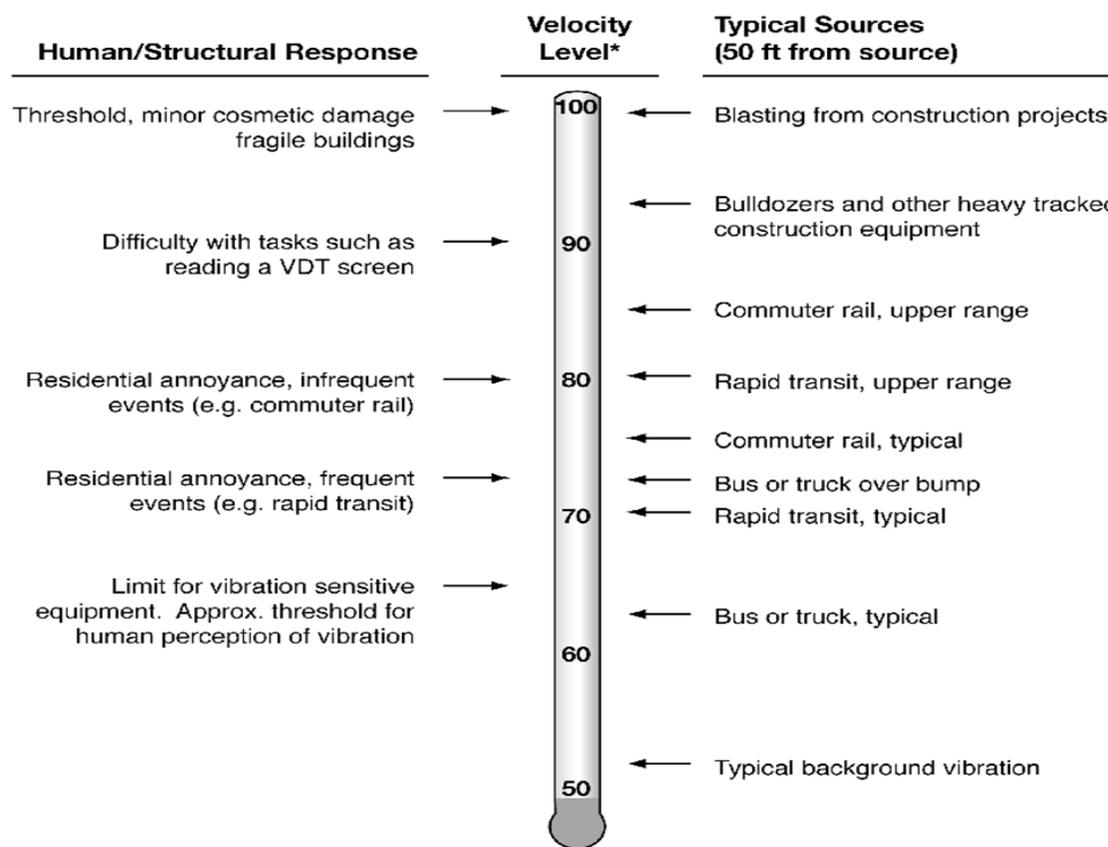 Human/Structural Response
Velocity
Level*
Typical Sources
(50 ft from source)
Threshold, minor cosmetic damage
fragile buildings
100
Blasting from construction projects
Bulldozers and other heavy tracked
construction equipment
Difficulty with tasks such as
reading a VDT screen
90
Commuter rail, upper range
Residential annoyance, infrequent
events (e.g. commuter rail)
80
Rapid transit, upper range
Commuter rail, typical
Residential annoyance, frequent
events (e.g. rapid transit)
Bus or truck over bump
70
Rapid transit, typical
Limit for vibration sensitive
equipment. Approx. threshold for
human perception of vibration
Bus or truck, typical
60
Typical background vibration
50